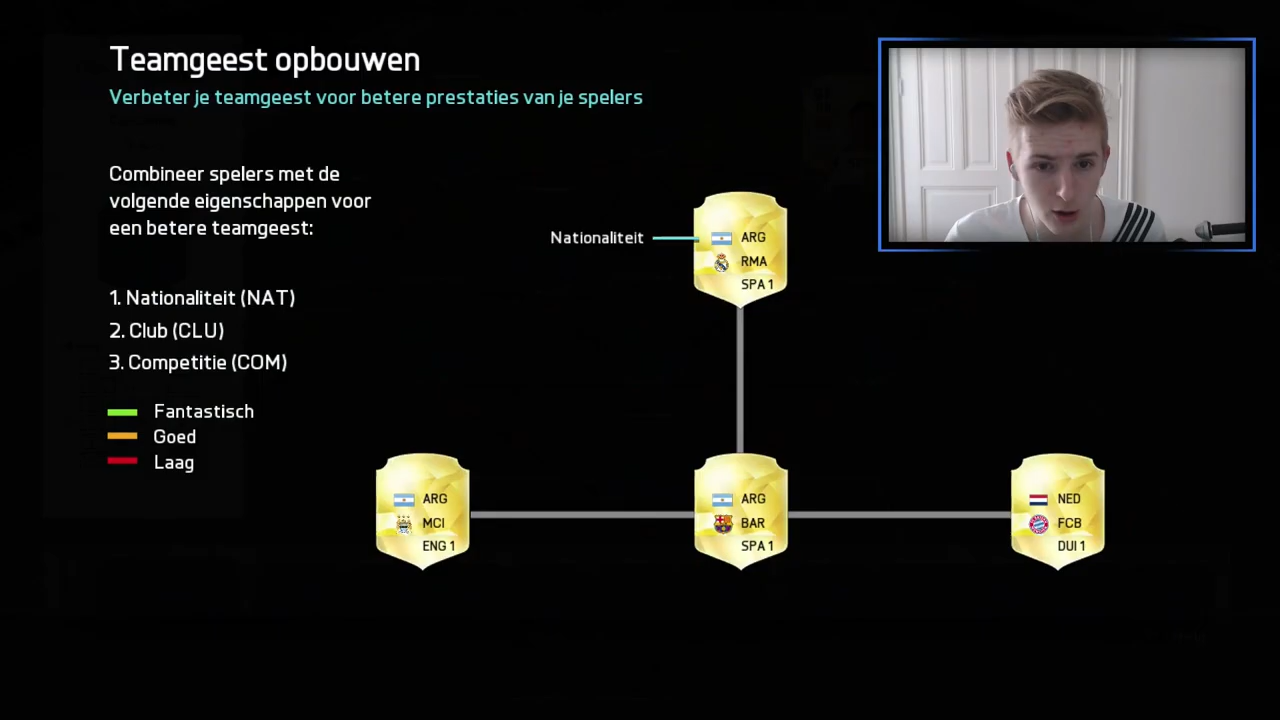 Teamgeest opbouwen
Verbeter je teamgeest voor betere prestaties van je spelers
Combineer spelers met de
volgende eigenschappen voor
een betere teamgeest:
1. Nationaliteit (NAT)
2. Club (CLU)
3. Competitie (COM)
Fantastisch
Goed
Laag
Nationaliteit
ARG
RMA
SPA 1
ARG
MCI
ENG 1
ARG
BAR
SPA 1
NED
FCB
DUI 1